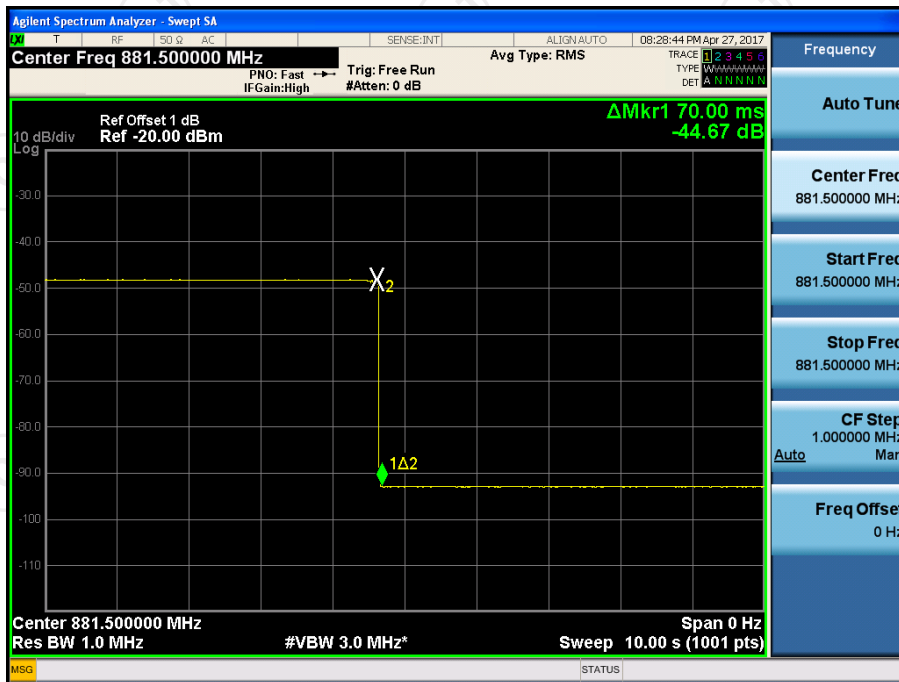 Agilent Spectrum Analyzer - Swept SA
LXI T RF 50 Ω AC SENSE:INT ALIGN AUTO 08:28:44 PM Apr 27, 2017
Center Freq 881.500000 MHz
PNO: Fast
IFGain:High
Trig: Free Run
#Atten: 0 dB
Avg Type: RMS
TRACE 1 2 3 4 5 6
TYPE W
DET A N N N N N
ΔMkr1 70.00 ms
-44.67 dB
Ref Offset 1 dB
10 dB/div Ref -20.00 dBm
Log
-30.0
-40.0
-50.0
-60.0
-70.0
-80.0
-90.0
-100
-110
X2
1Δ2
Center 881.500000 MHz Span 0 Hz
Res BW 1.0 MHz #VBW 3.0 MHz* Sweep 10.00 s (1001 pts)
MSG STATUS
Frequency
Auto Tune
Center Freq
881.500000 MHz
Start Freq
881.500000 MHz
Stop Freq
881.500000 MHz
CF Step
1.000000 MHz
Auto Man
Freq Offset
0 Hz